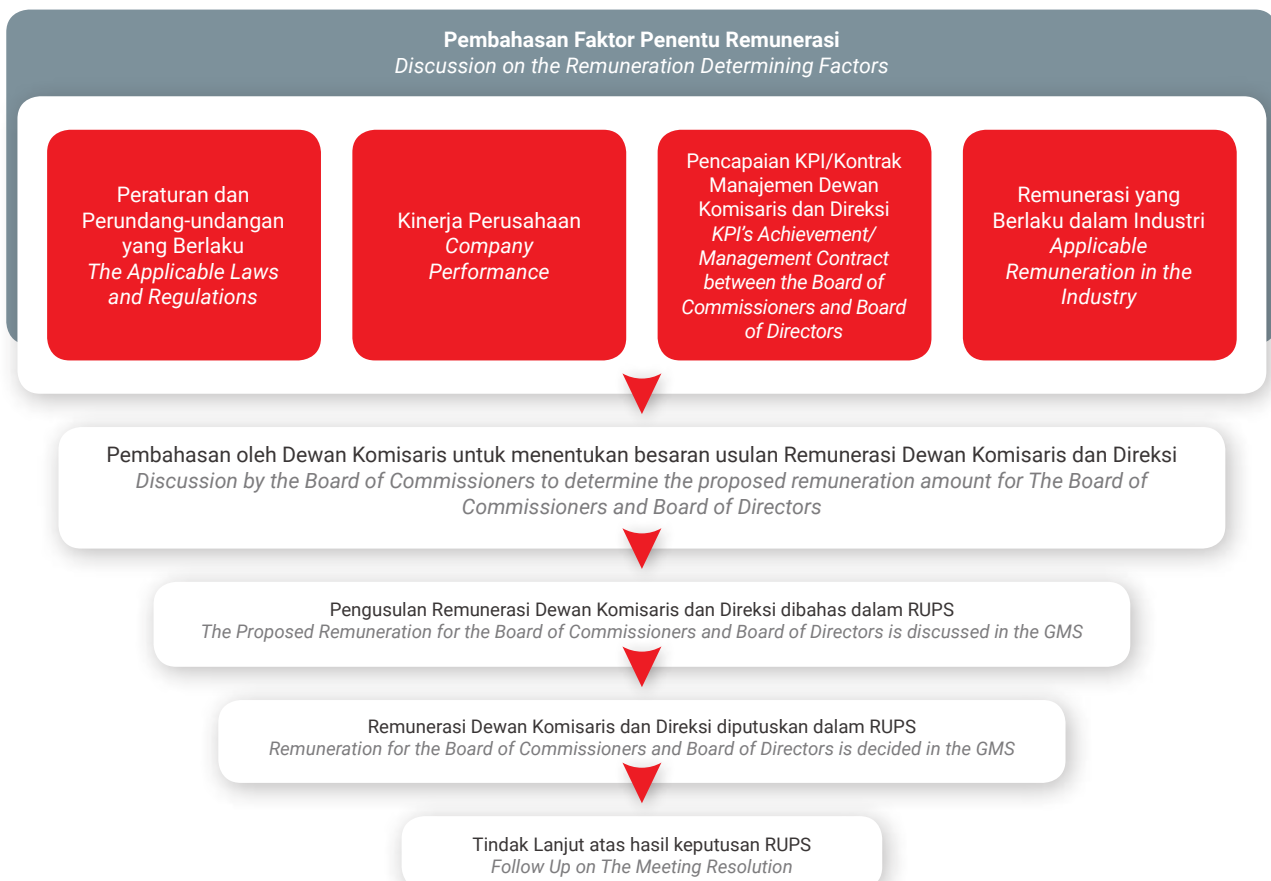 Pembahasan Faktor Penentu Remunerasi
Discussion on the Remuneration Determining Factors
Peraturan dan
Perundang-undangan
yang Berlaku
The Applicable Laws
and Regulations
Kinerja Perusahaan
Company
Performance
Pencapaian KPI/Kontrak
Manajemen Dewan
Komisaris dan Direksi
KPI's Achievement/
Management Contract
between the Board of
Commissioners and Board
of Directors
Remunerasi yang
Berlaku dalam Industri
Applicable
Remuneration in the
Industry
Pembahasan oleh Dewan Komisaris untuk menentukan besaran usulan Remunerasi Dewan Komisaris dan Direksi
Discussion by the Board of Commissioners to determine the proposed remuneration amount for The Board of
Commissioners and Board of Directors
Pengusulan Remunerasi Dewan Komisaris dan Direksi dibahas dalam RUPS
The Proposed Remuneration for the Board of Commissioners and Board of Directors is discussed in the GMS
Remunerasi Dewan Komisaris dan Direksi diputuskan dalam RUPS
Remuneration for the Board of Commissioners and Board of Directors is decided in the GMS
Tindak Lanjut atas hasil keputusan RUPS
Follow Up on The Meeting Resolution